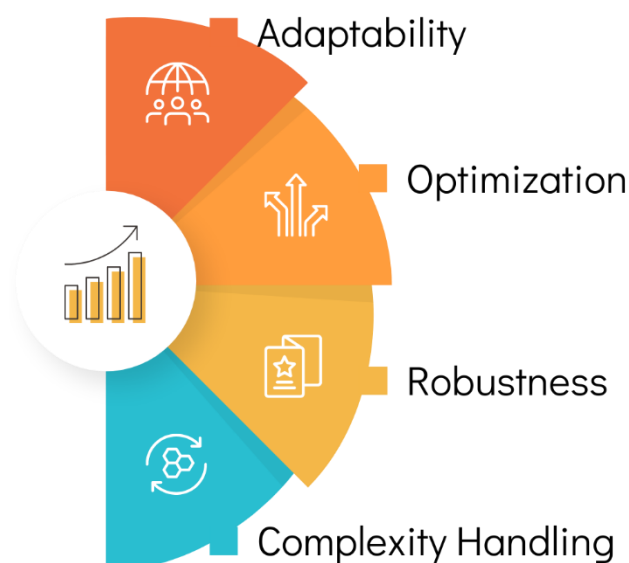 Adaptability
Optimization
Robustness
Complexity Handling